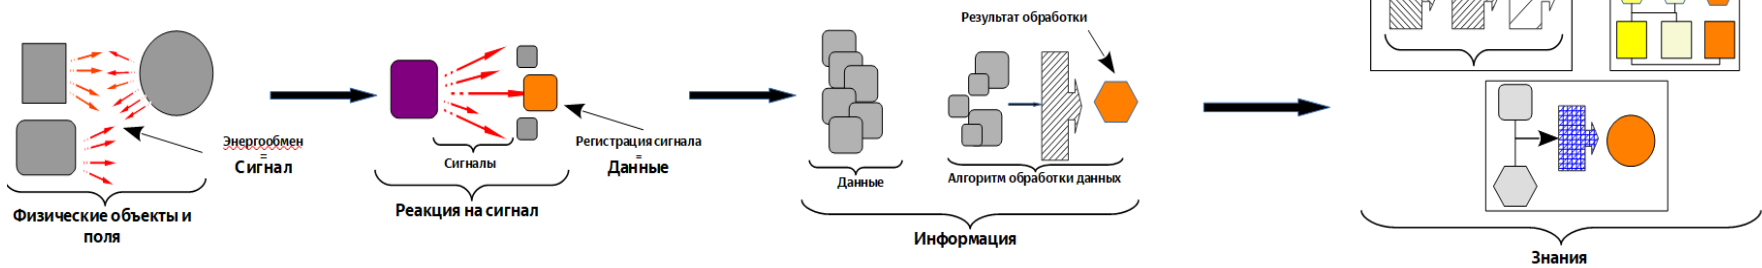 Энергообмен
=
Сигнал
Физические объекты и
поля
Сигналы
Регистрация сигнала
=
Данные
Реакция на сигнал
Результат обработки
Данные
Алгоритм обработки данных
Информация
Знания